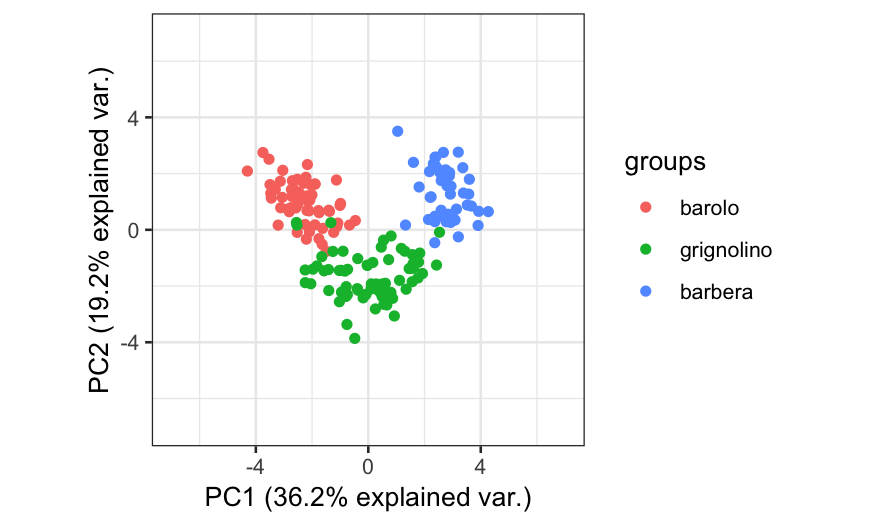 groups
barolo
grignolino
barbera
4
0
-4
PC2 (19.2% explained var.)
-4 0 4
PC1 (36.2% explained var.)